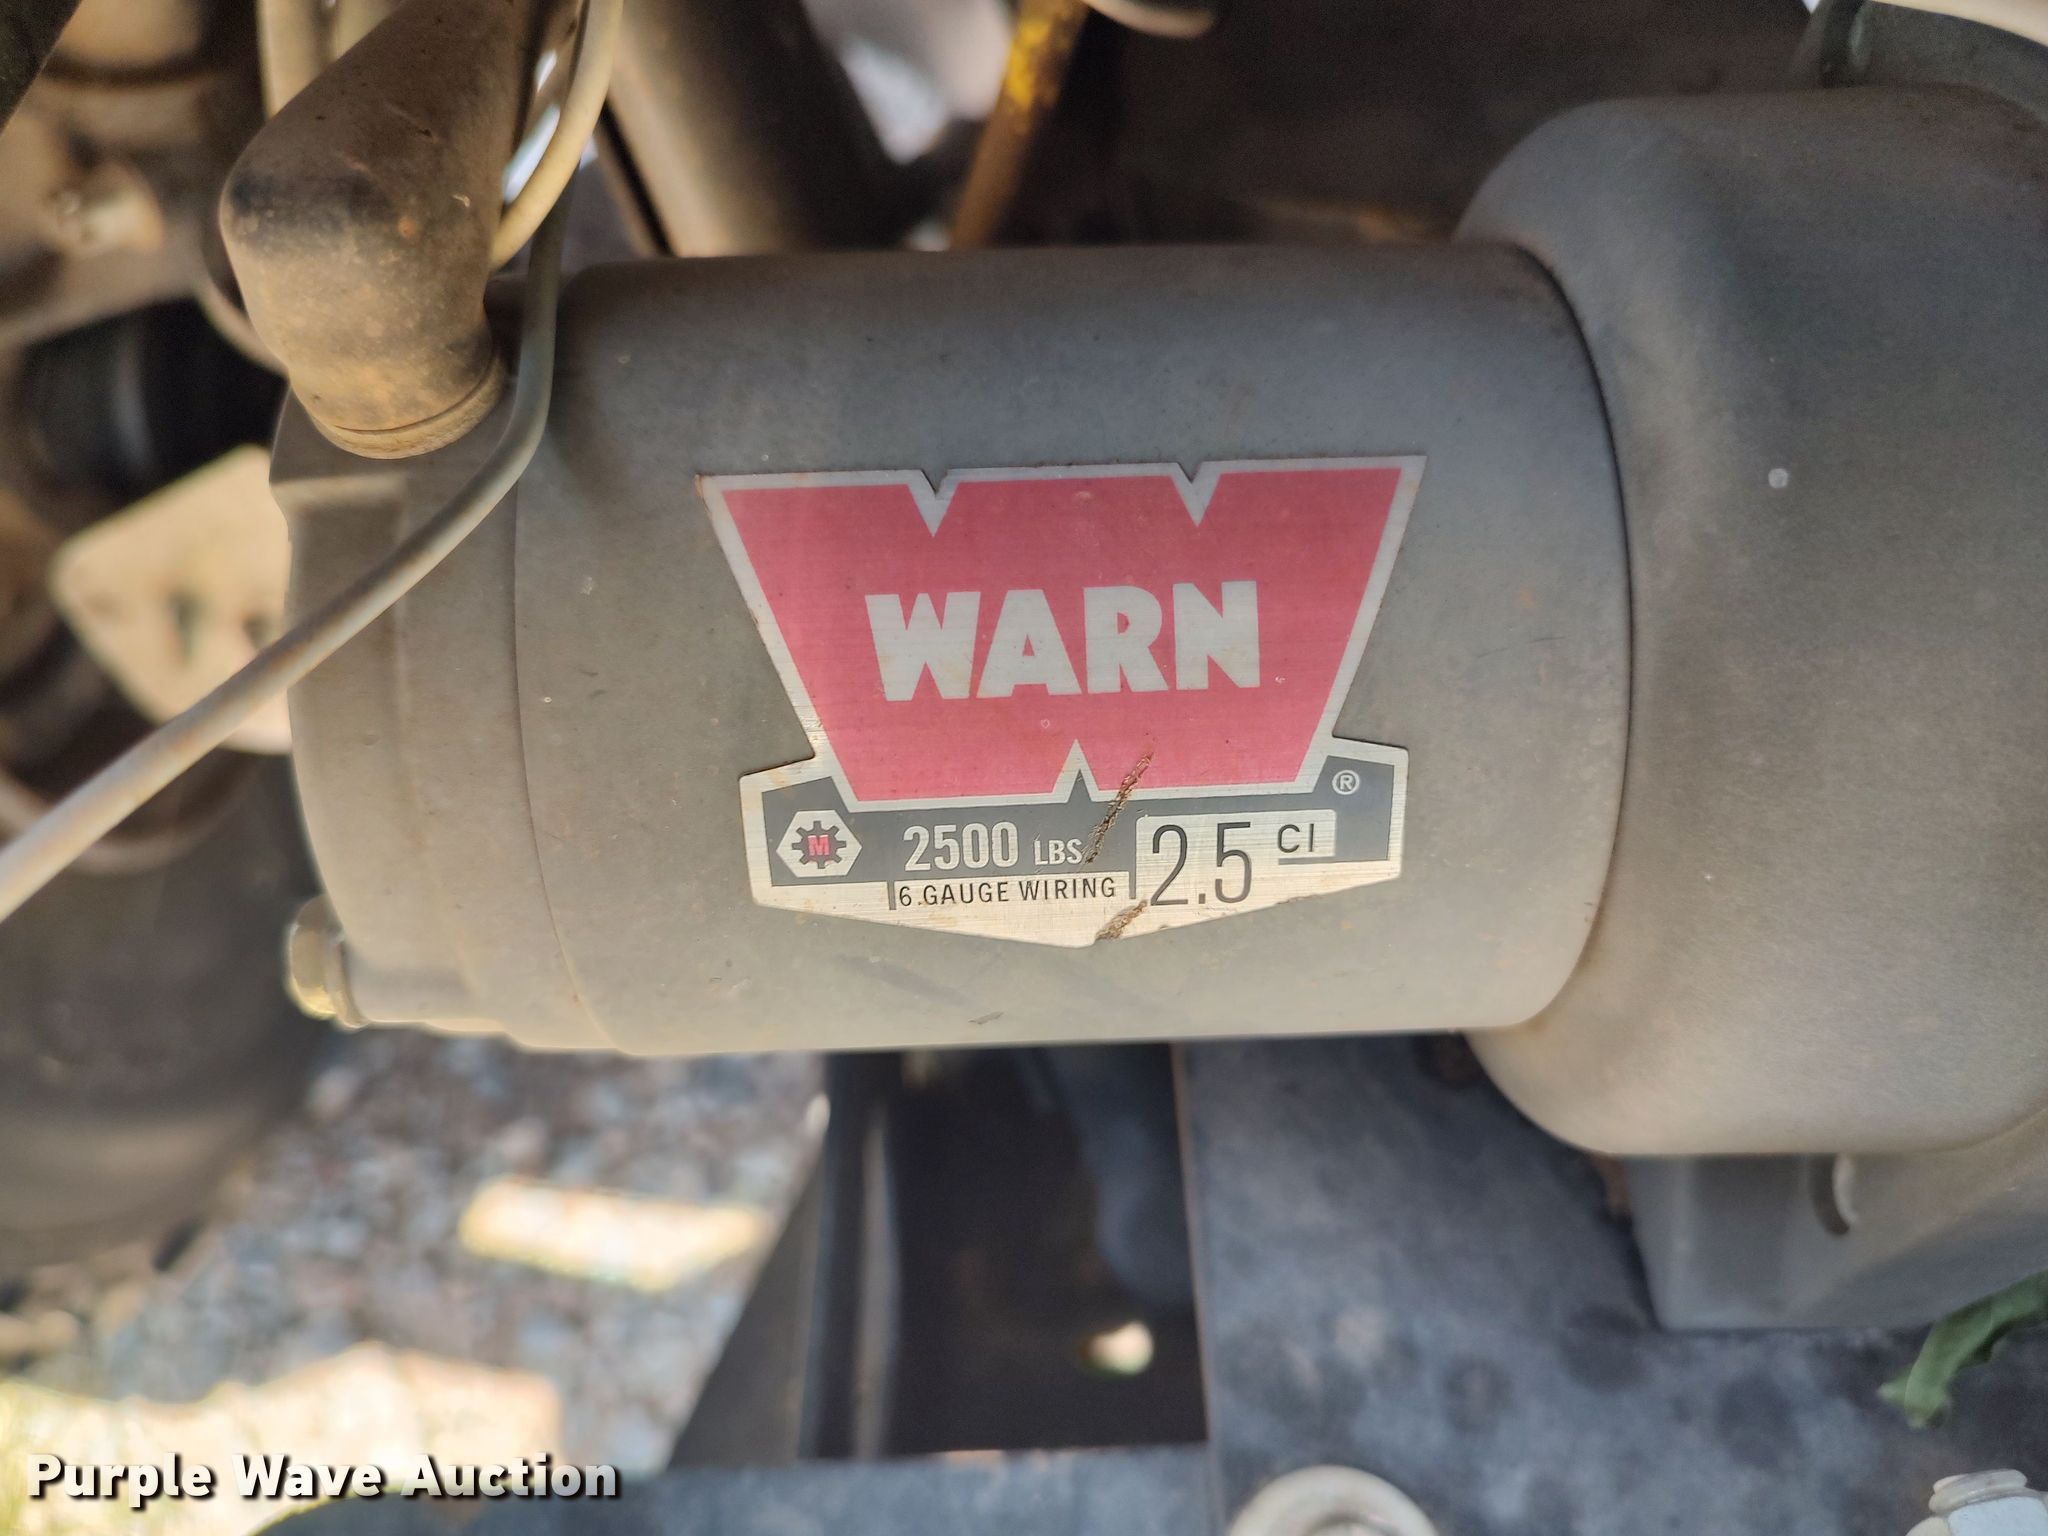 WARN
®
M
2500 LBS
2.5 CI
6 GAUGE WIRING
Purple Wave Auction